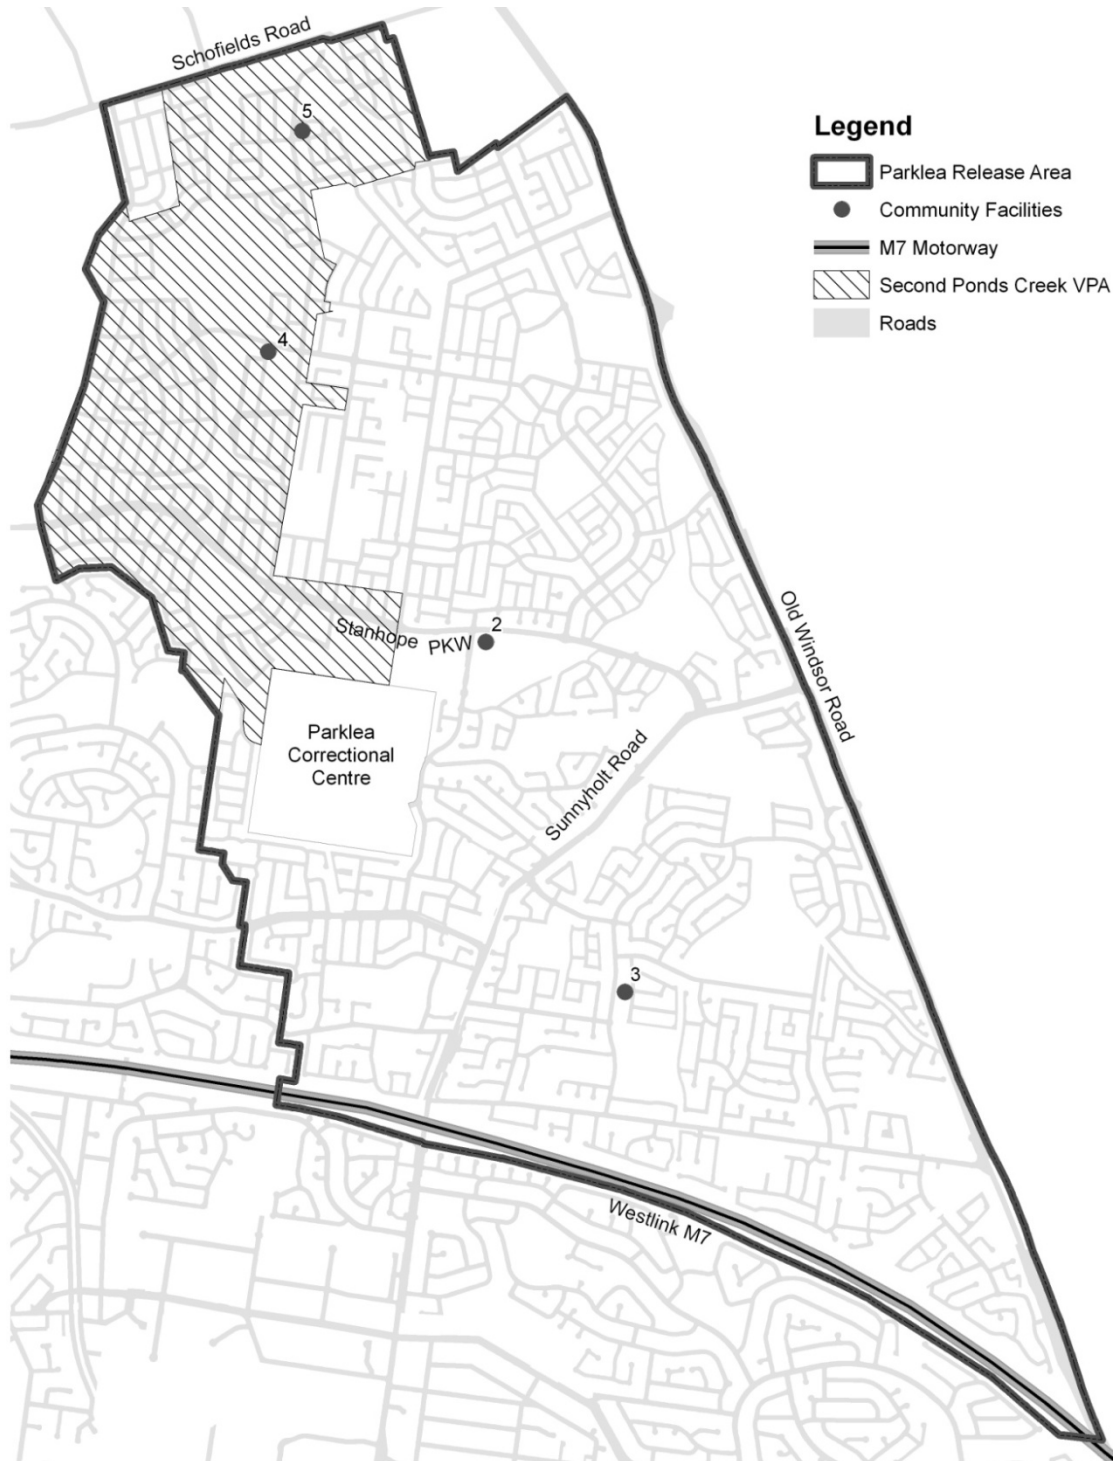 Schofields Road
5
Legend
Parklea Release Area
Community Facilities
M7 Motorway
Second Ponds Creek VPA
Roads
4
Stanhope PKW
2
Old Windsor Road
Parklea
Correctional
Centre
Sunnyholt Road
3
Westlink M7